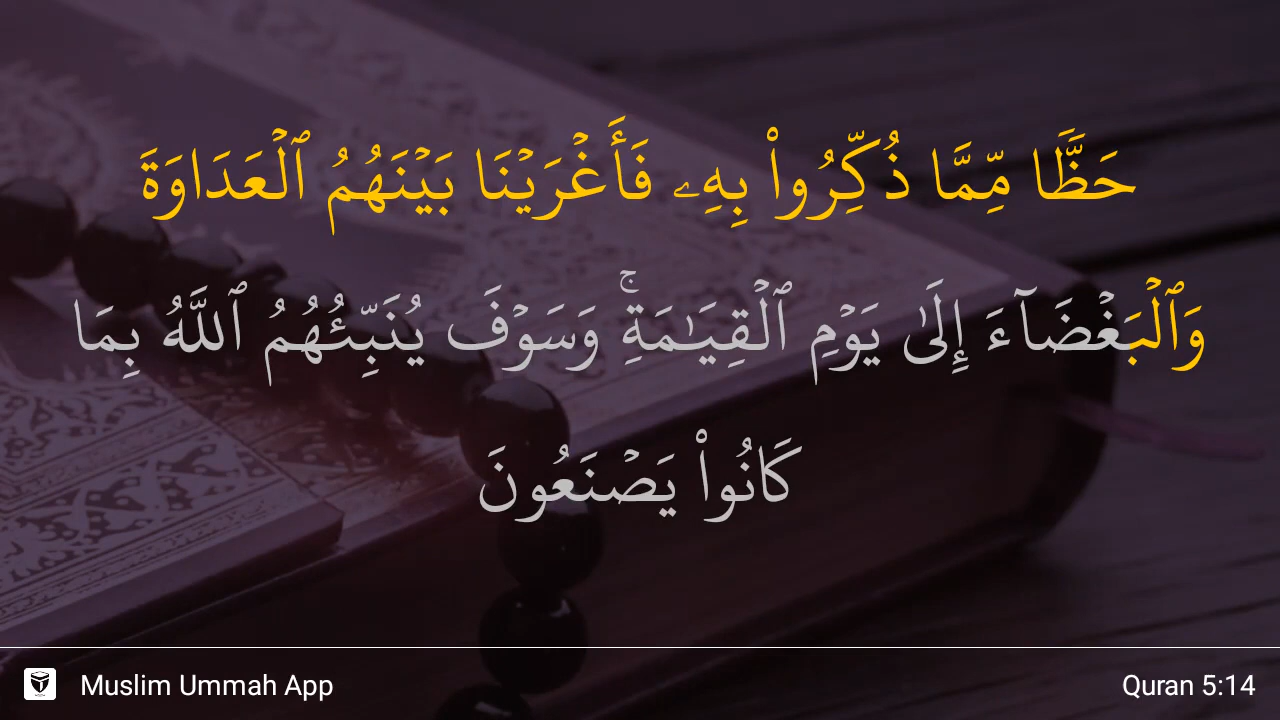 حَظًّا مِّمَّا ذُكِّرُوا۟ بِهِۦ فَأَغْرَيْنَا بَيْنَهُمُ ٱلْعَدَاوَةَ
وَٱلْبَغْضَآءَ إِلَىٰ يَوْمِ ٱلْقِيَـٰمَةِ ۚ وَسَوْفَ يُنَبِّئُهُمُ ٱللَّهُ بِمَا
كَانُوا۟ يَصْنَعُونَ
Muslim Ummah App
Quran 5:14